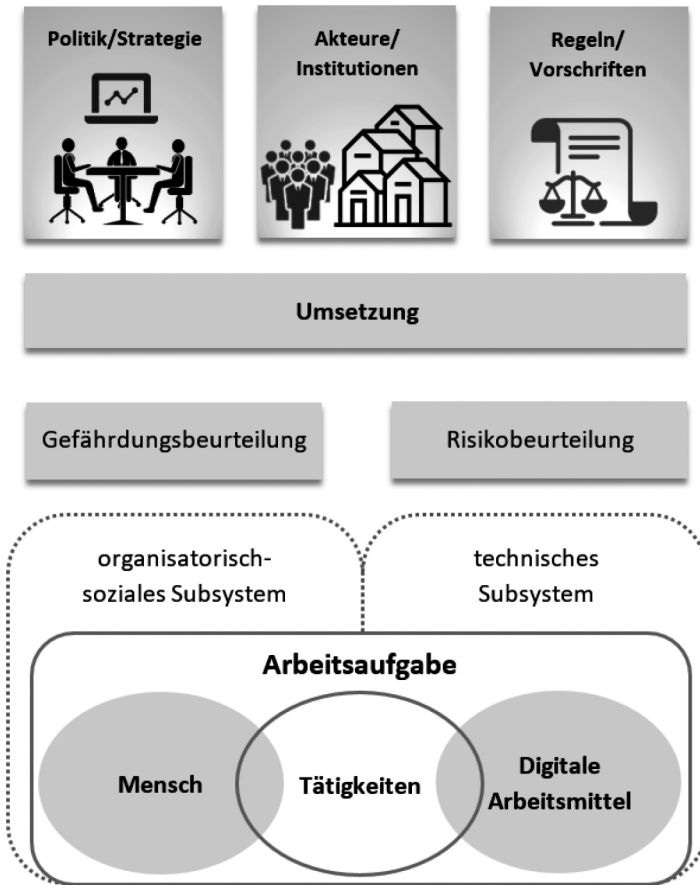 Politik/Strategie
Akteure/
Institutionen
Regeln/
Vorschriften
Umsetzung
Gefährdungsbeurteilung
Risikobeurteilung
organisatorisch-
soziales Subsystem
technisches
Subsystem
Arbeitsaufgabe
Mensch
Tätigkeiten
Digitale
Arbeitsmittel